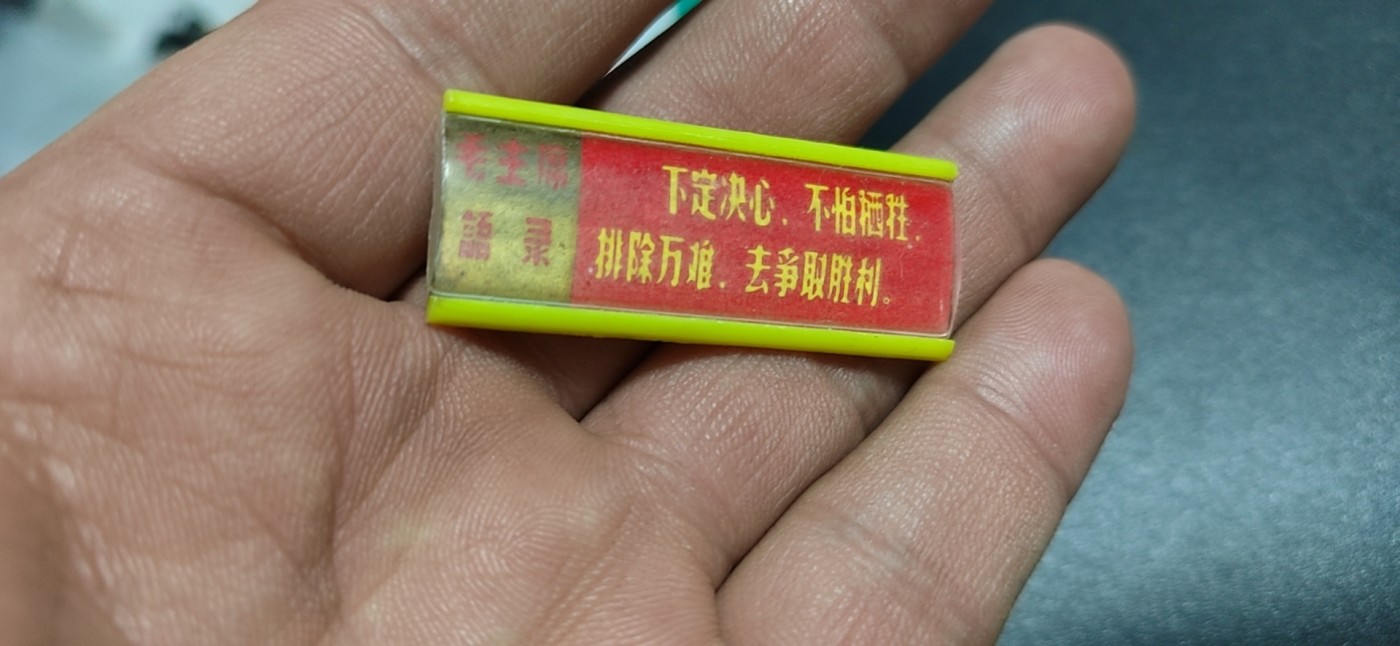 毛主席
語录
下定决心、不怕牺牲、
排除万难、去爭取胜利。